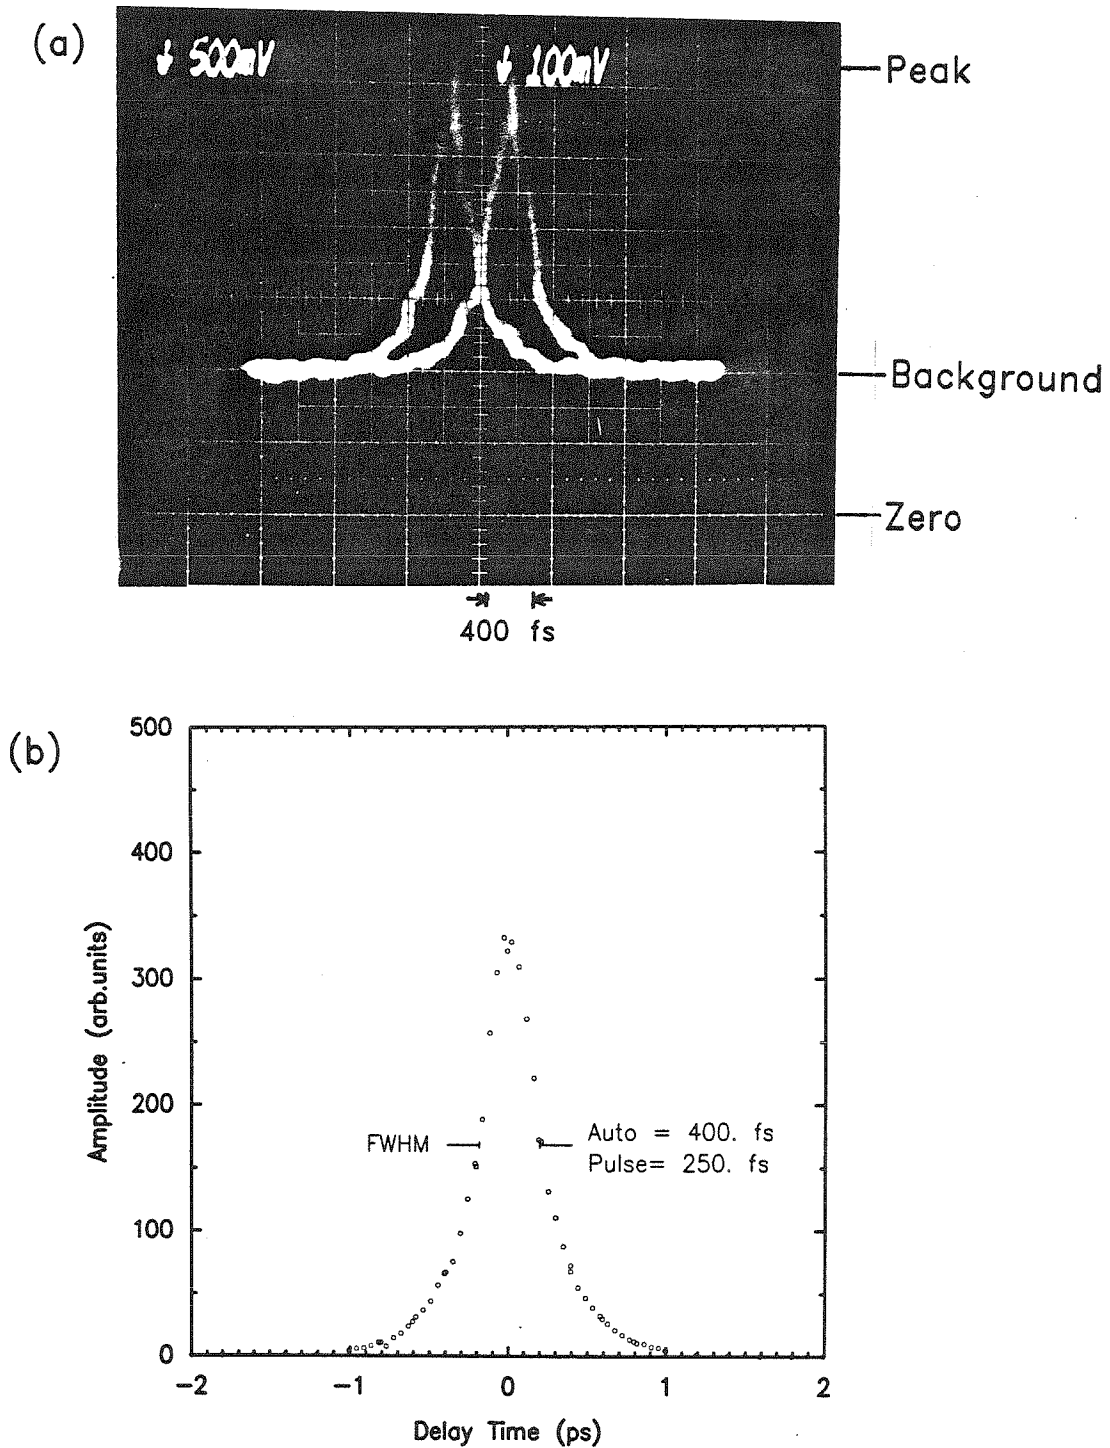 (a)
↓ 500mV ↓ 100mV
Peak
Background
Zero
400 fs
(b)
500
400
300
200
100
0
Amplitude (arb.units)
FWHM
Auto = 400. fs
Pulse= 250. fs
-2 -1 0 1 2
Delay Time (ps)